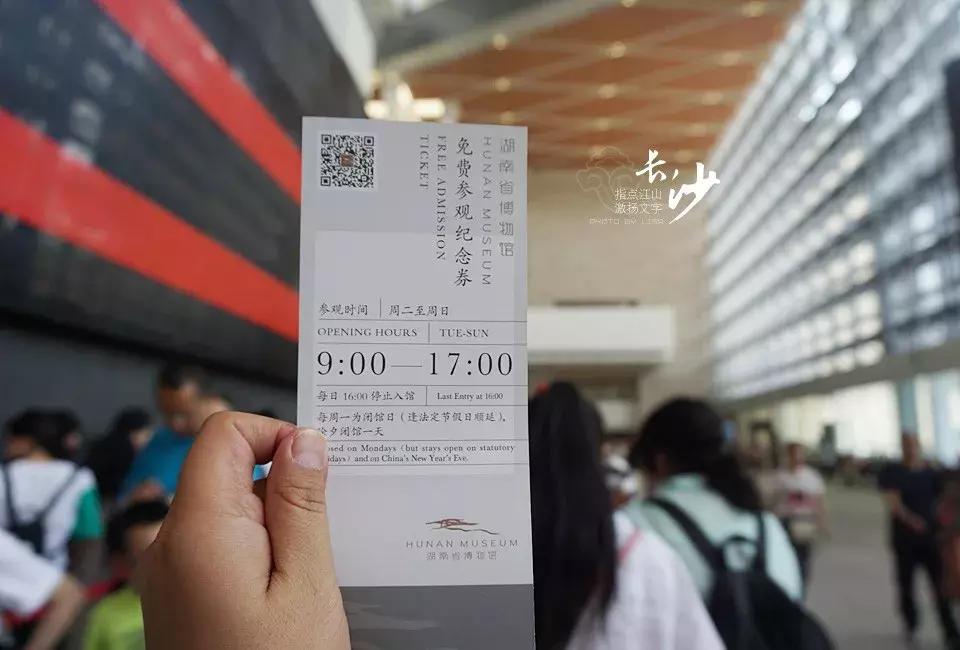 湖南省博物馆
HUNAN MUSEUM
免费参观纪念券
FREE ADMISSION
TICKET
参观时间 周二至周日
OPENING HOURS TUE-SUN
9:00—17:00
每日 16:00 停止入馆 Last Entry at 16:00
每周一为闭馆日（逢法定节假日顺延），
夕闭馆一天
on Mondays (but stays open on statutory
and on China's New Year's Eve.
HUNAN MUSEUM
湖南省博物馆
长沙
指点江山
激扬文字
PHOTO BY